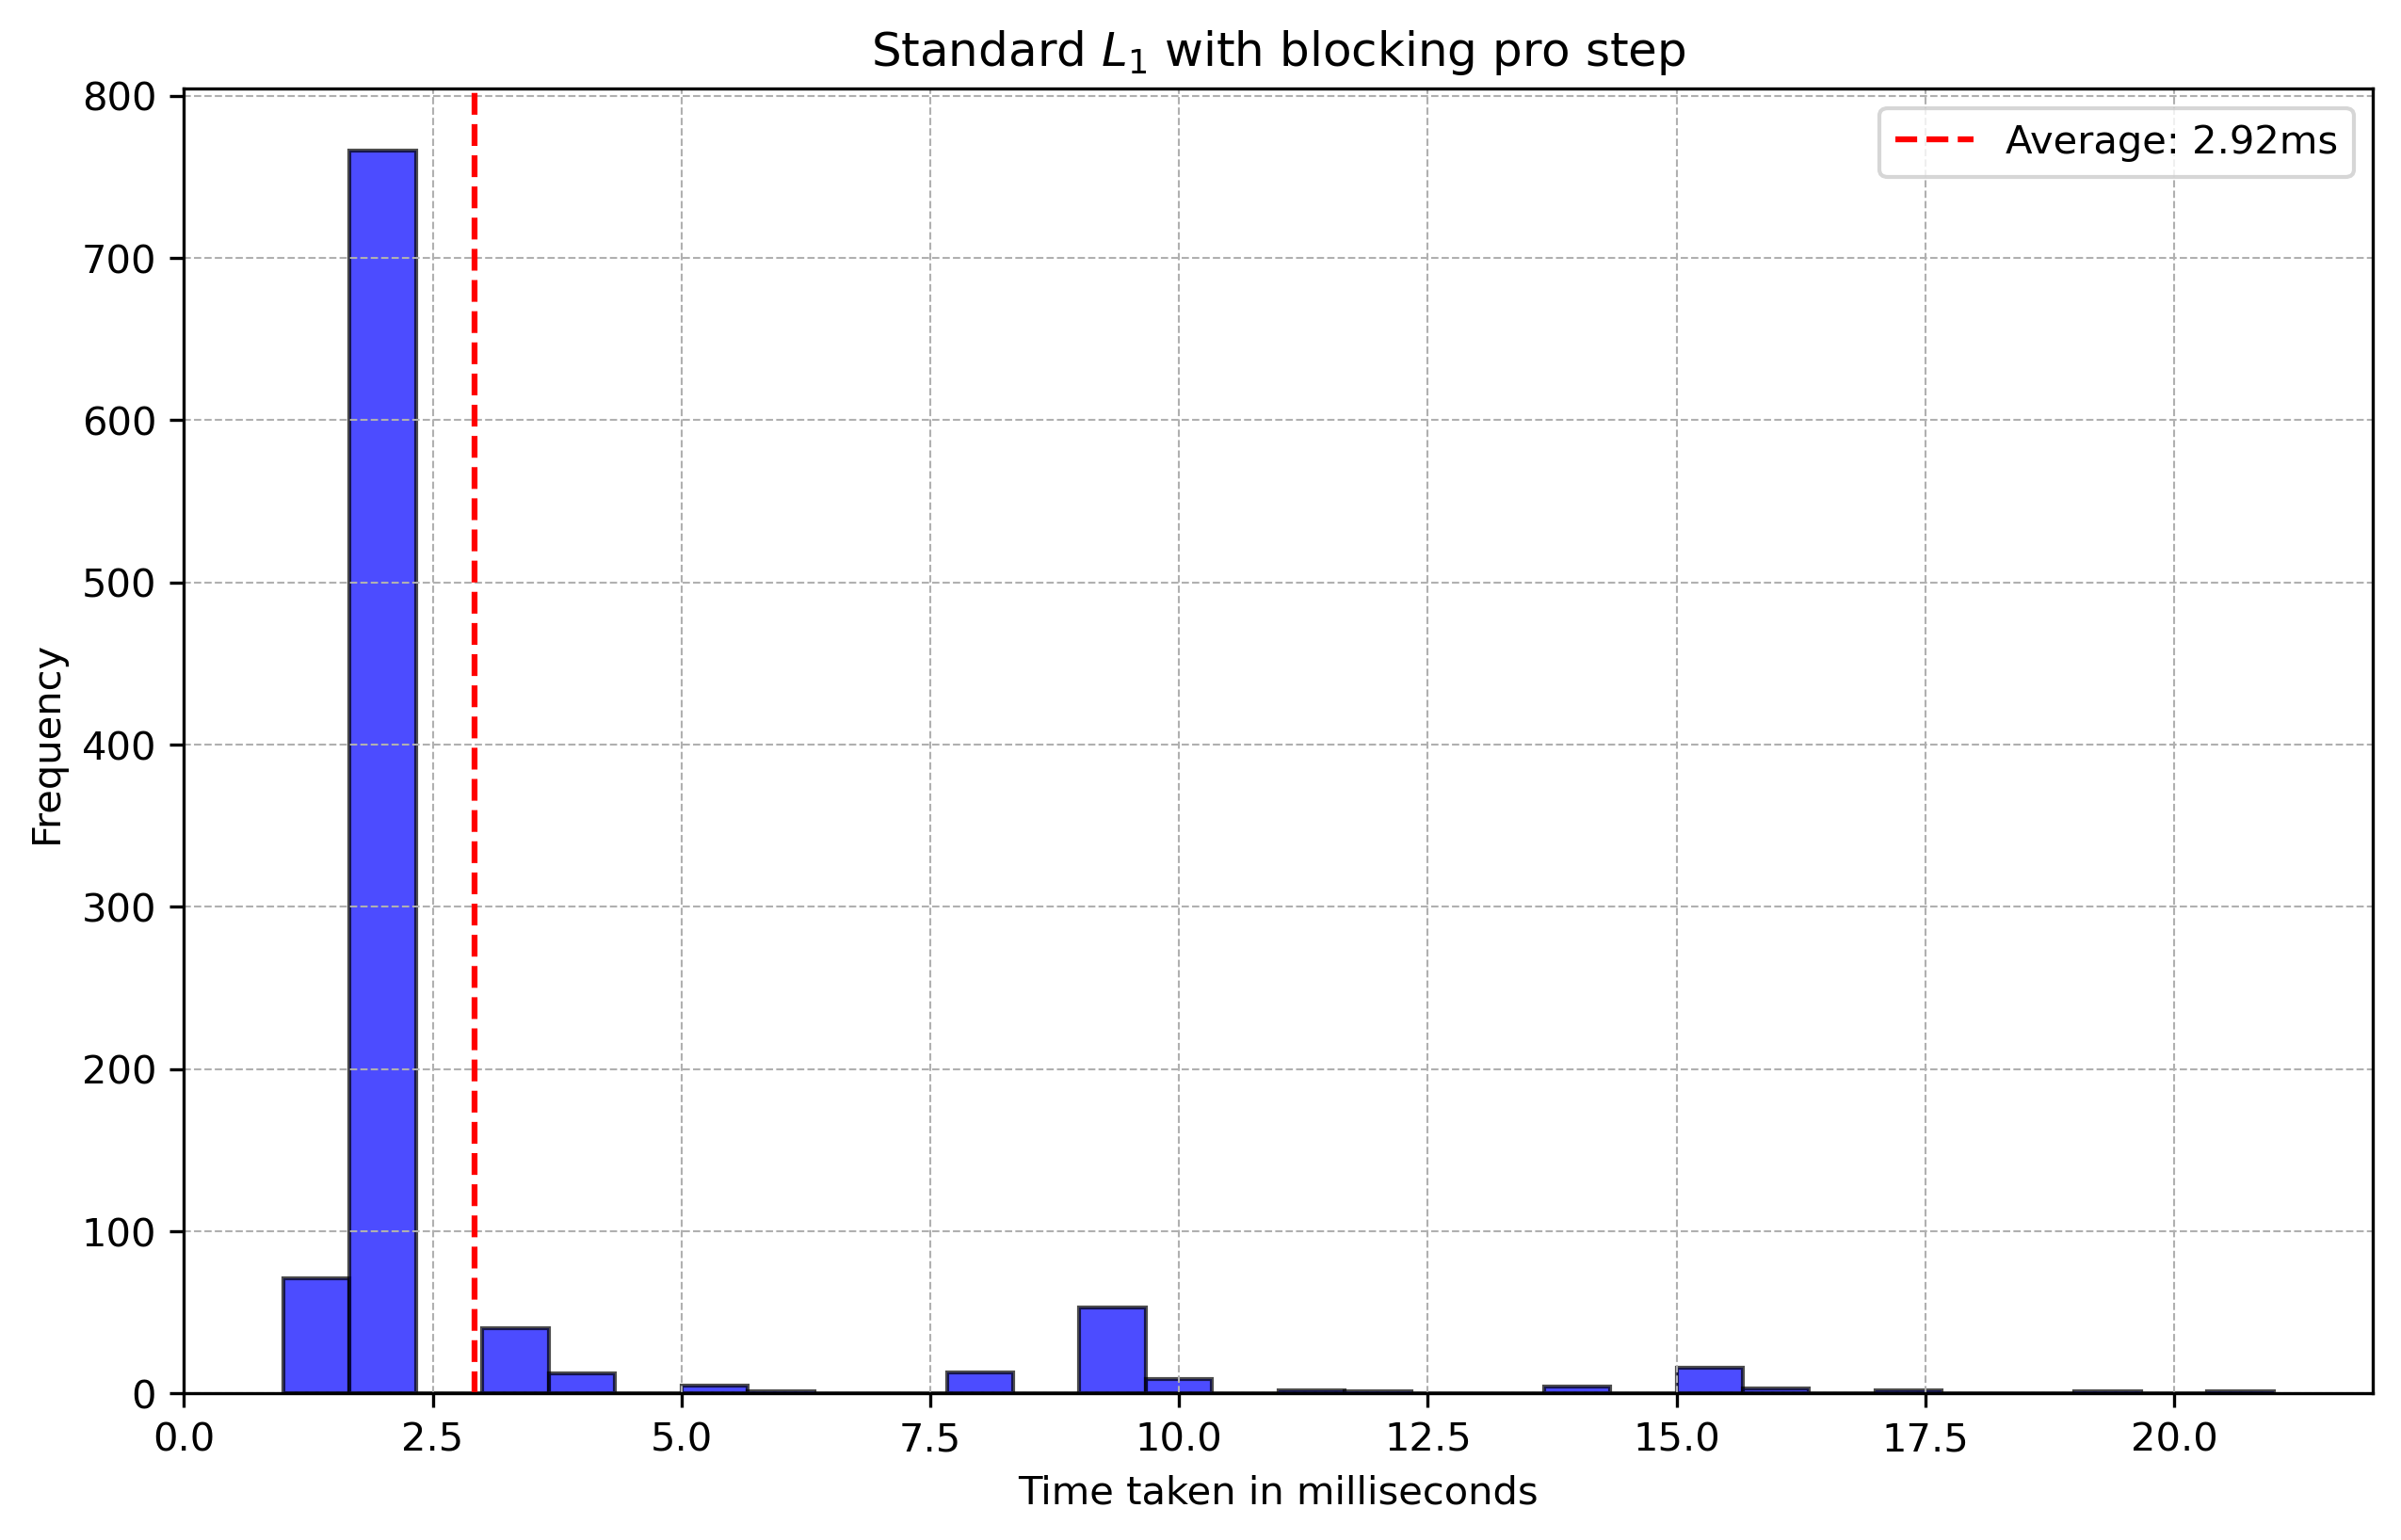 Standard L₁ with blocking pro step
Average: 2.92ms
Frequency
800
700
600
500
400
300
200
100
0
0.0 2.5 5.0 7.5 10.0 12.5 15.0 17.5 20.0
Time taken in milliseconds